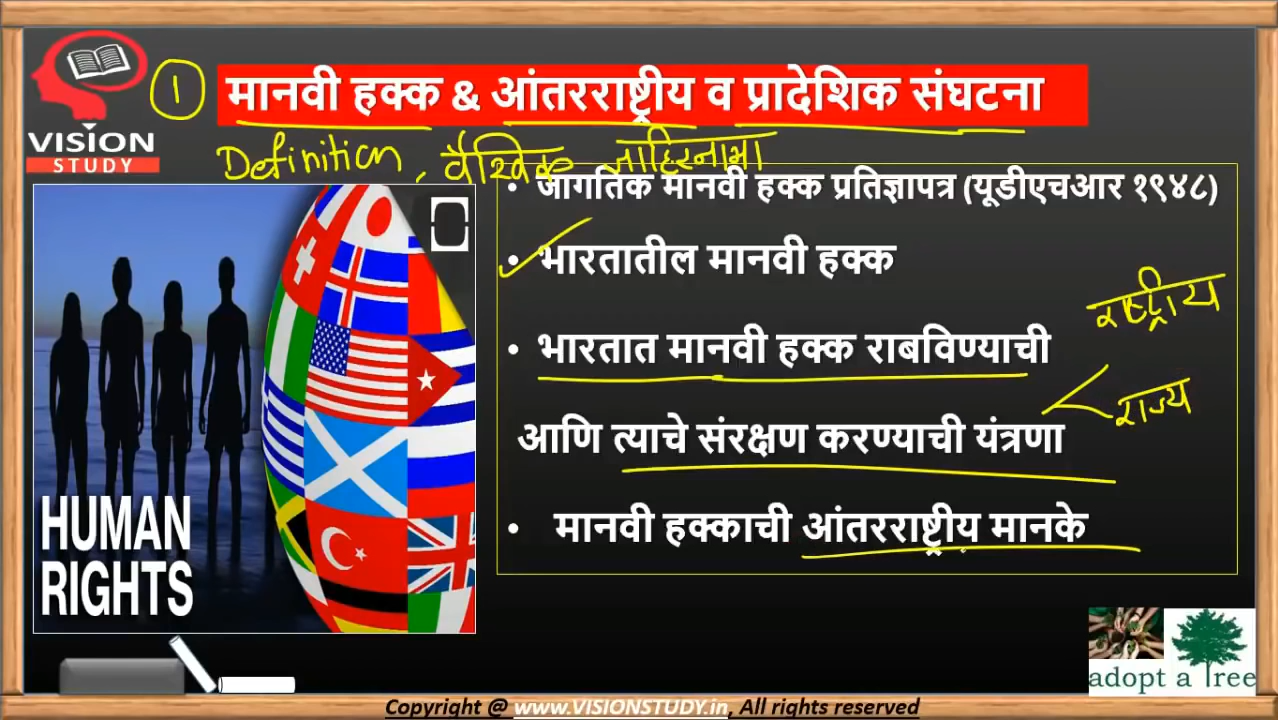 VISION
STUDY
१ मानवी हक्क & आंतरराष्ट्रीय व प्रादेशिक संघटना
Definition, वैश्विक जाहिरनामा
• जागतिक मानवी हक्क प्रतिज्ञापत्र (यूडीएचआर १९४८)
• भारतातील मानवी हक्क
राष्ट्रीय
• भारतात मानवी हक्क राबविण्याची
राज्य
आणि त्याचे संरक्षण करण्याची यंत्रणा
• मानवी हक्काची आंतरराष्ट्रीय मानके
HUMAN
RIGHTS
adopt a Tree
Copyright @ www.VISIONSTUDY.in, All rights reserved